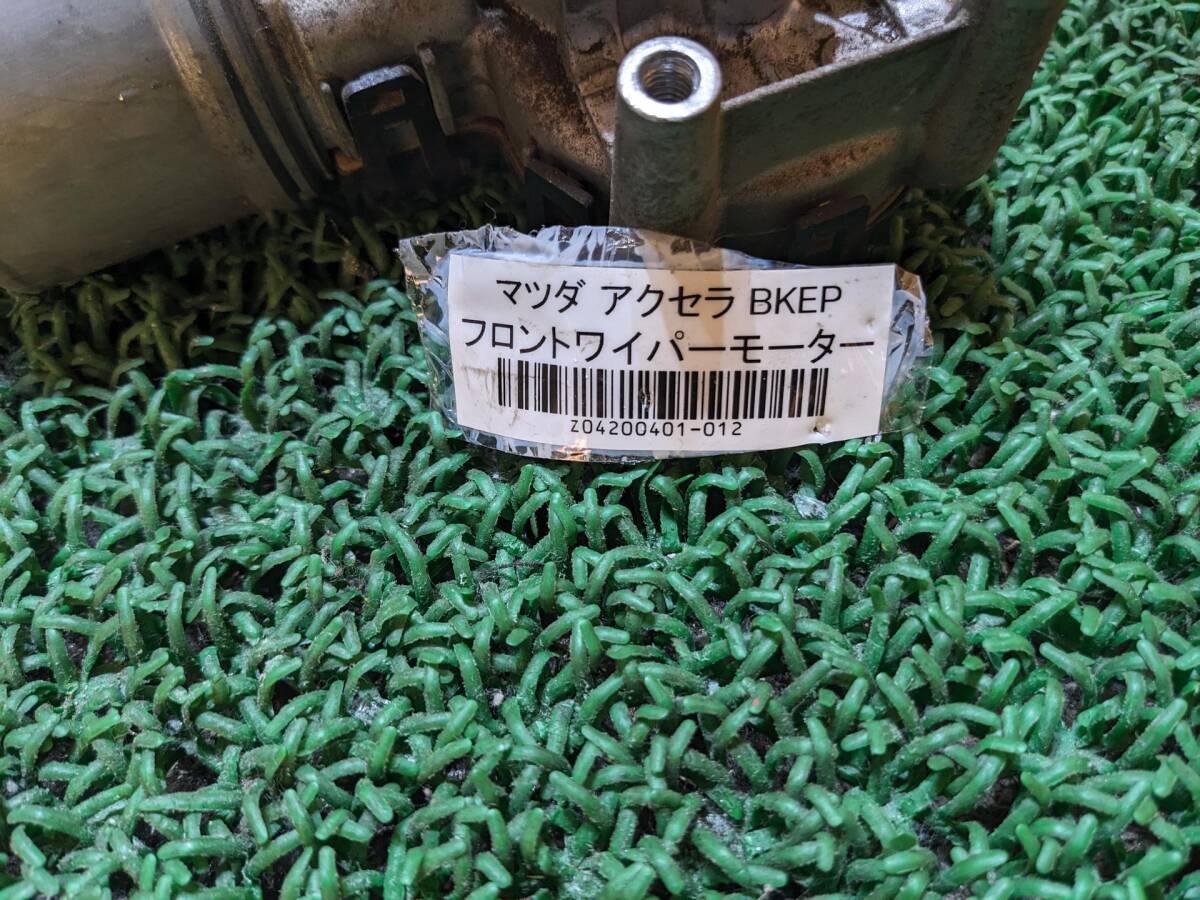 マツダ アクセラ BKEP
フロントワイパーモーター
Z04200401-012